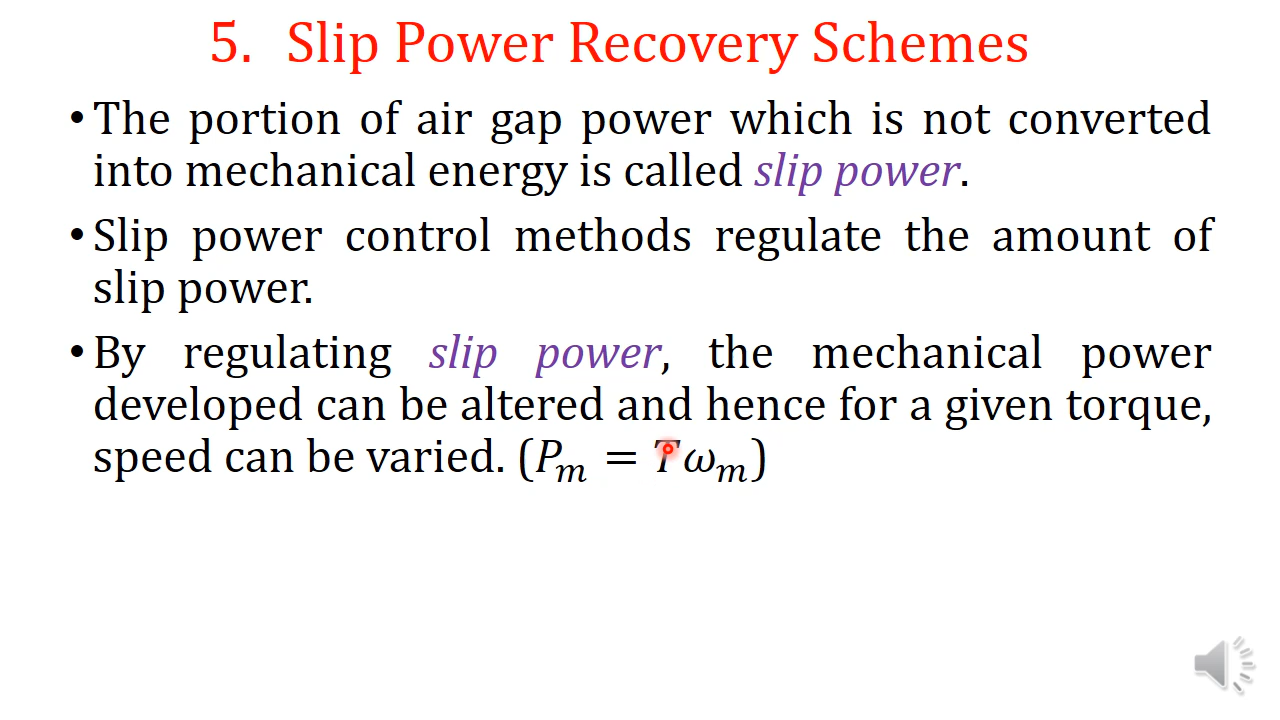 5. Slip Power Recovery Schemes
•The portion of air gap power which is not converted
into mechanical energy is called slip power.
•Slip power control methods regulate the amount of
slip power.
•By regulating slip power, the mechanical power
developed can be altered and hence for a given torque,
speed can be varied. (Pₘ = Tωₘ)